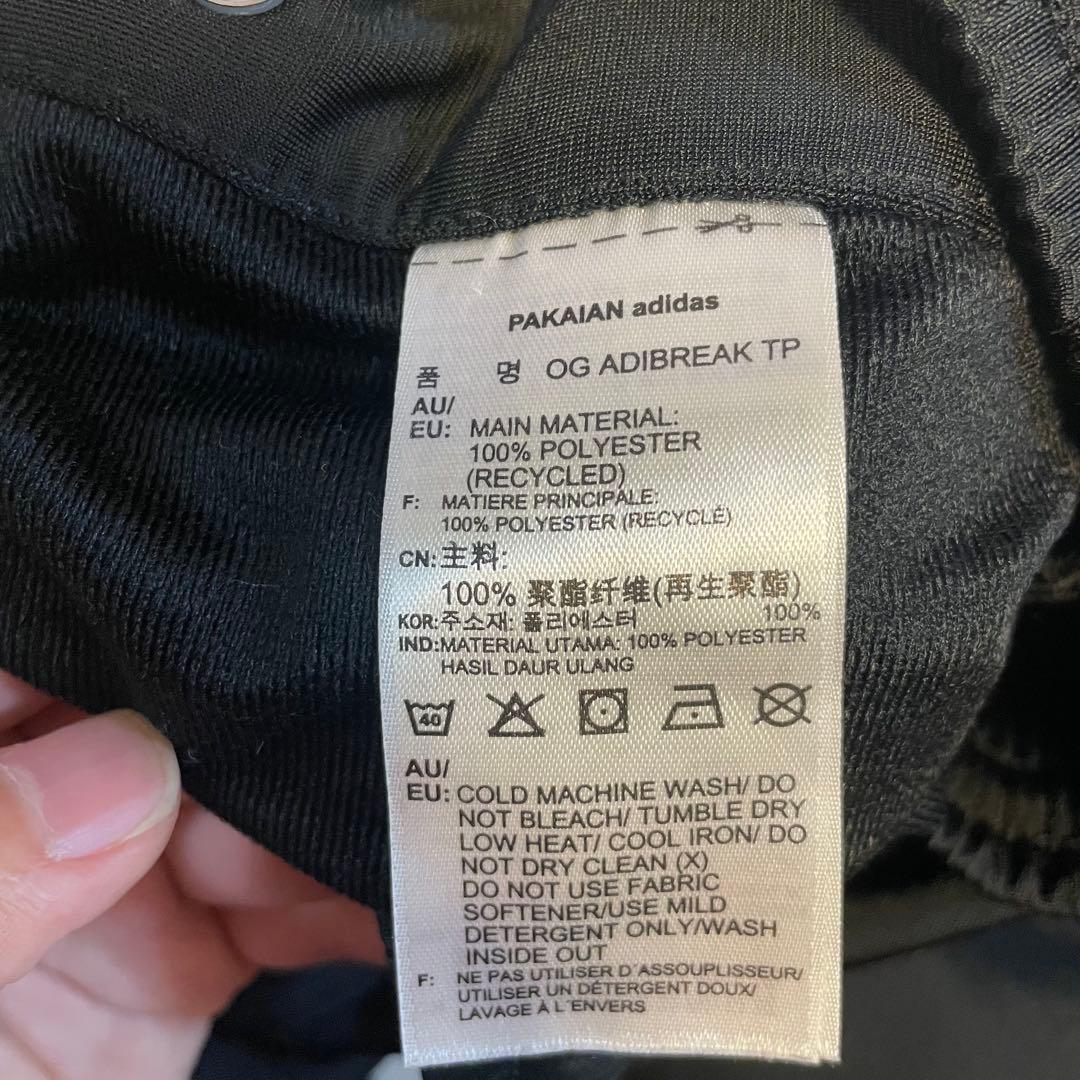 PAKAIAN adidas
품 명 OG ADIBREAK TP
AU/
EU: MAIN MATERIAL:
100% POLYESTER
(RECYCLED)
F: MATIERE PRINCIPALE:
100% POLYESTER (RECYCLÉ)
CN: 主料:
100% 聚酯纤维(再生聚酯)
KOR: 주소재: 폴리에스터 100%
IND: MATERIAL UTAMA: 100% POLYESTER
HASIL DAUR ULANG
40
AU/
EU: COLD MACHINE WASH/ DO
NOT BLEACH/ TUMBLE DRY
LOW HEAT/ COOL IRON/ DO
NOT DRY CLEAN (X)
DO NOT USE FABRIC
SOFTENER/USE MILD
DETERGENT ONLY/WASH
INSIDE OUT
F: NE PAS UTILISER D´ASSOUPLISSEUR/
UTILISER UN DÉTERGENT DOUX/
LAVAGE À L´ENVERS